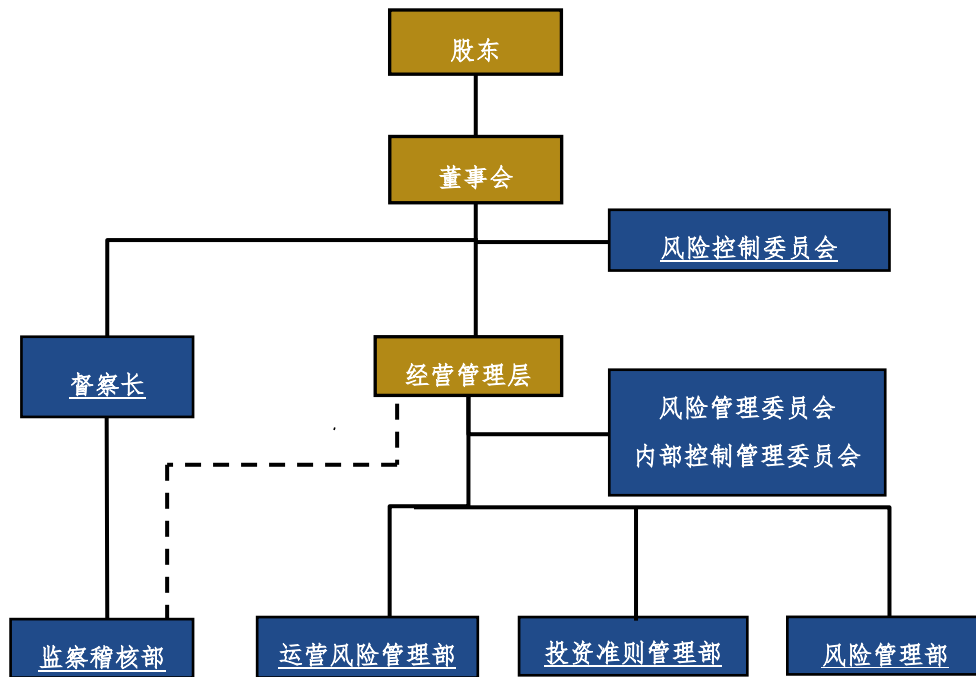 股东
董事会
风险控制委员会
督察长
经营管理层
风险管理委员会
内部控制管理委员会
监察稽核部
运营风险管理部
投资准则管理部
风险管理部